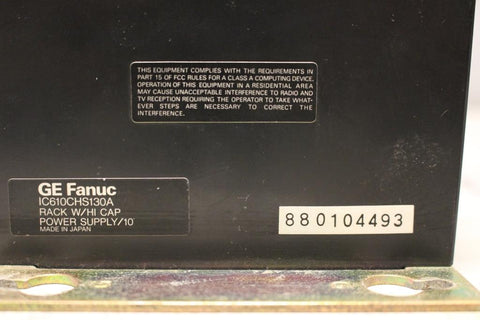 THIS EQUIPMENT COMPLIES WITH THE REQUIREMENTS IN
PART 15 OF FCC RULES FOR A CLASS A COMPUTING DEVICE.
OPERATION OF THIS EQUIPMENT IN A RESIDENTIAL AREA
MAY CAUSE UNACCEPTABLE INTERFERENCE TO RADIO AND
TV RECEPTION REQUIRING THE OPERATOR TO TAKE WHAT-
EVER STEPS ARE NECESSARY TO CORRECT THE
INTERFERENCE.
GE Fanuc
IC610CHS130A
RACK W/HI CAP
POWER SUPPLY/10
MADE IN JAPAN
880104493